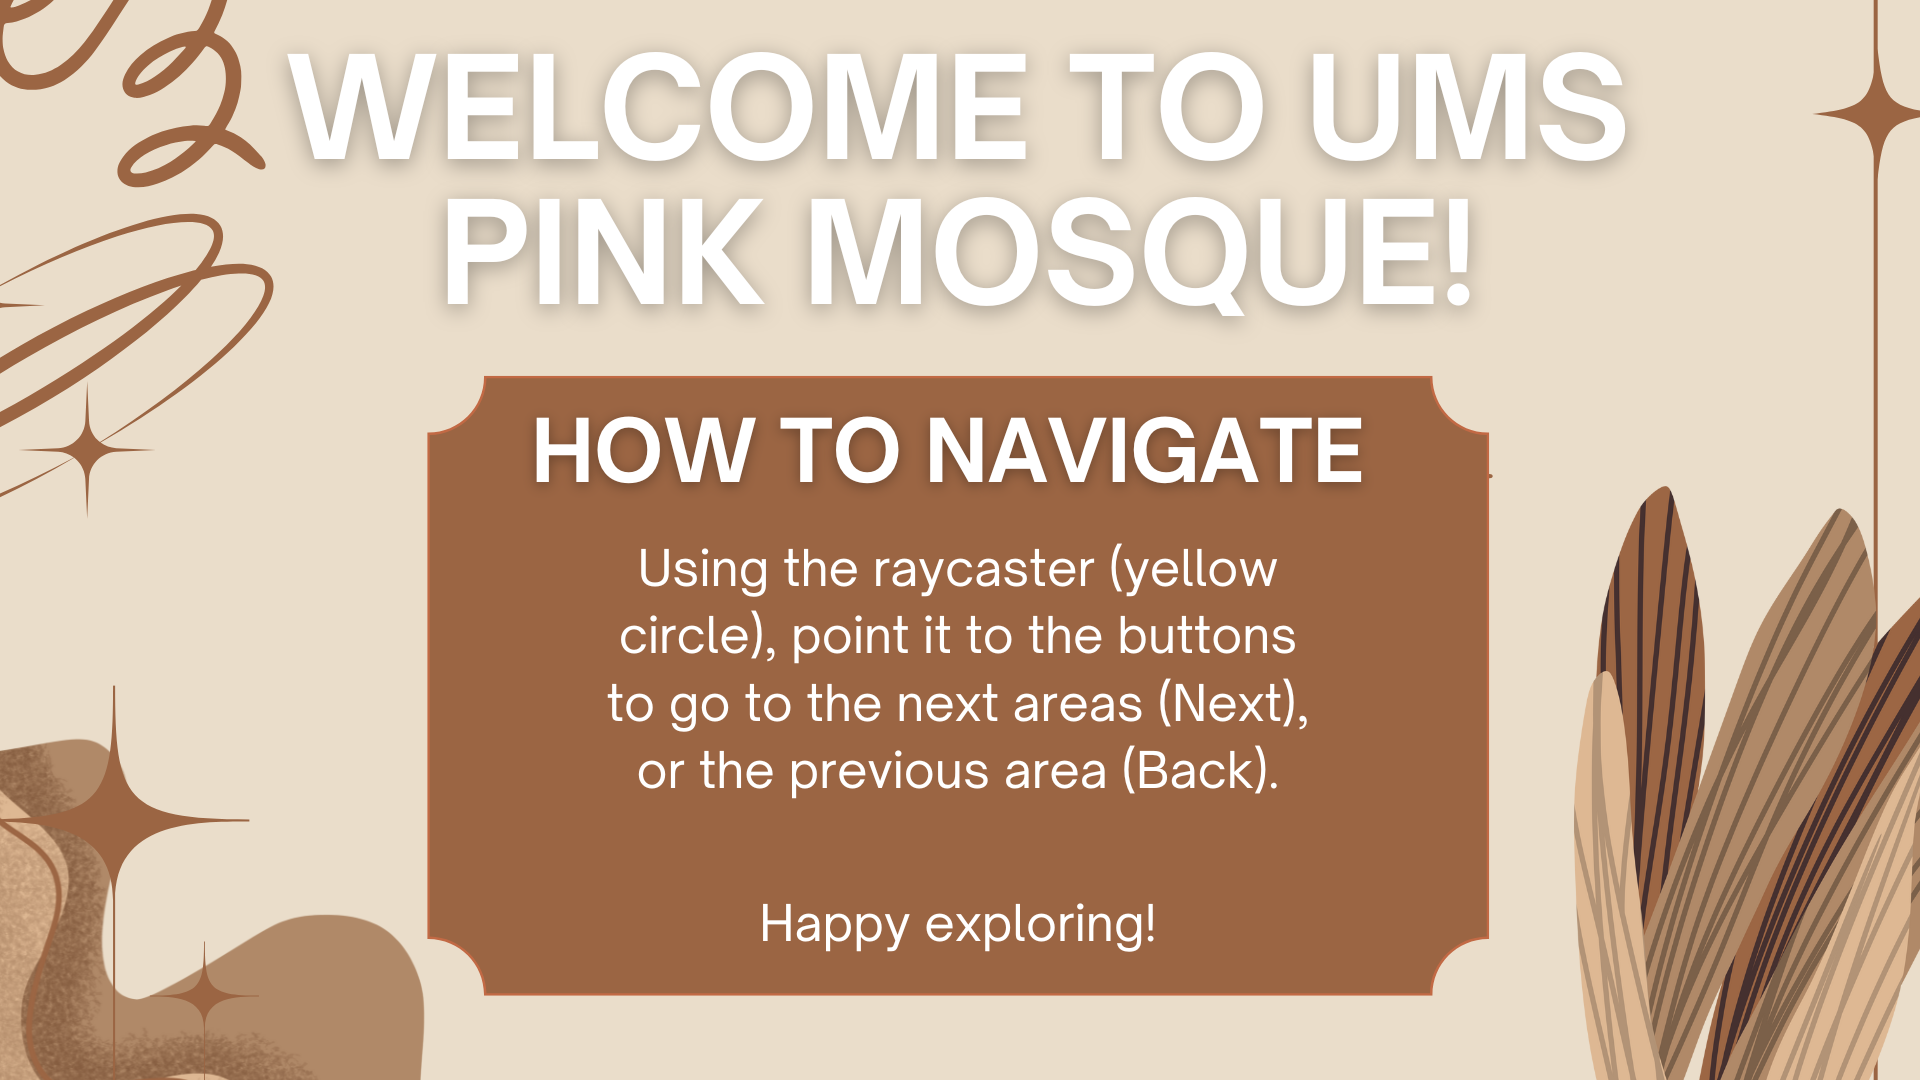 WELCOME TO UMS
PINK MOSQUE!
HOW TO NAVIGATE
Using the raycaster (yellow
circle), point it to the buttons
to go to the next areas (Next),
or the previous area (Back).
Happy exploring!